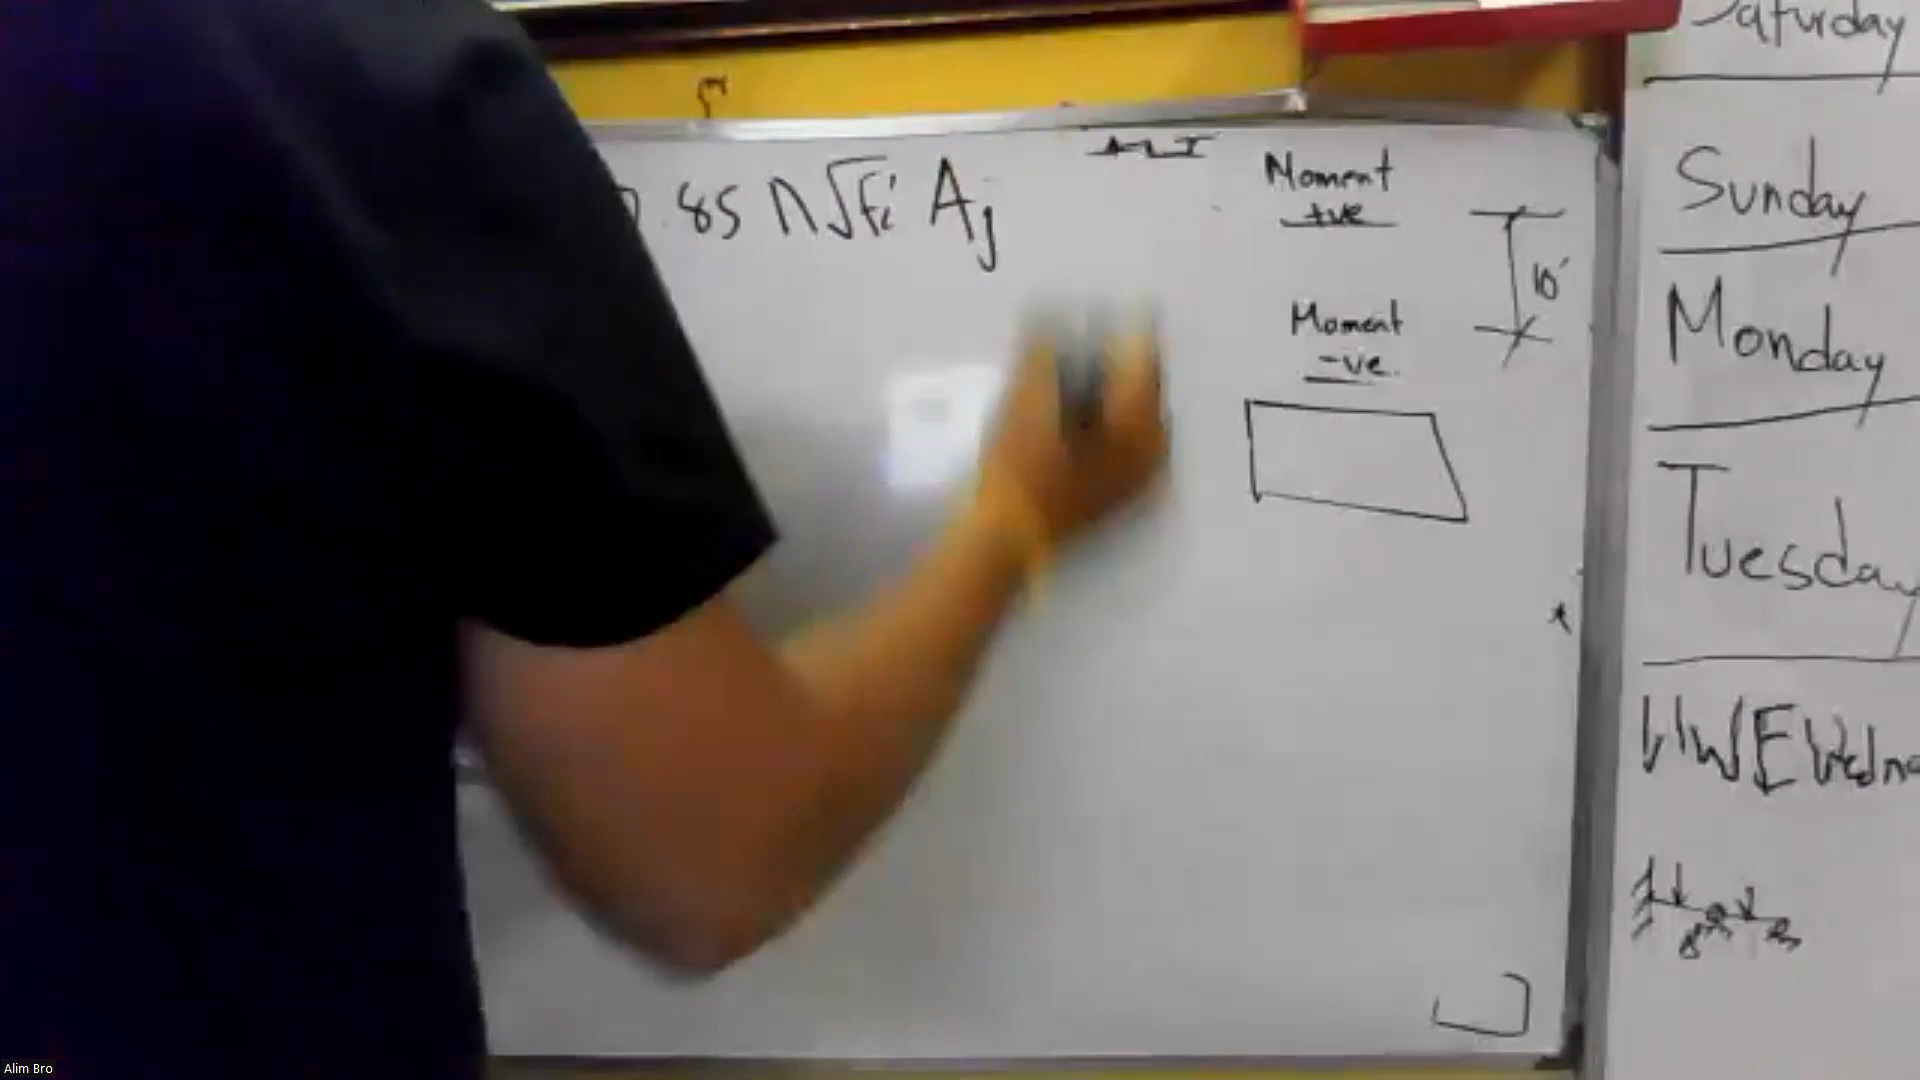 .85 n√fc' Aj
Moment
+ve
10'
Moment
-ve
Saturday
Sunday
Monday
Tuesday
Alim Bro